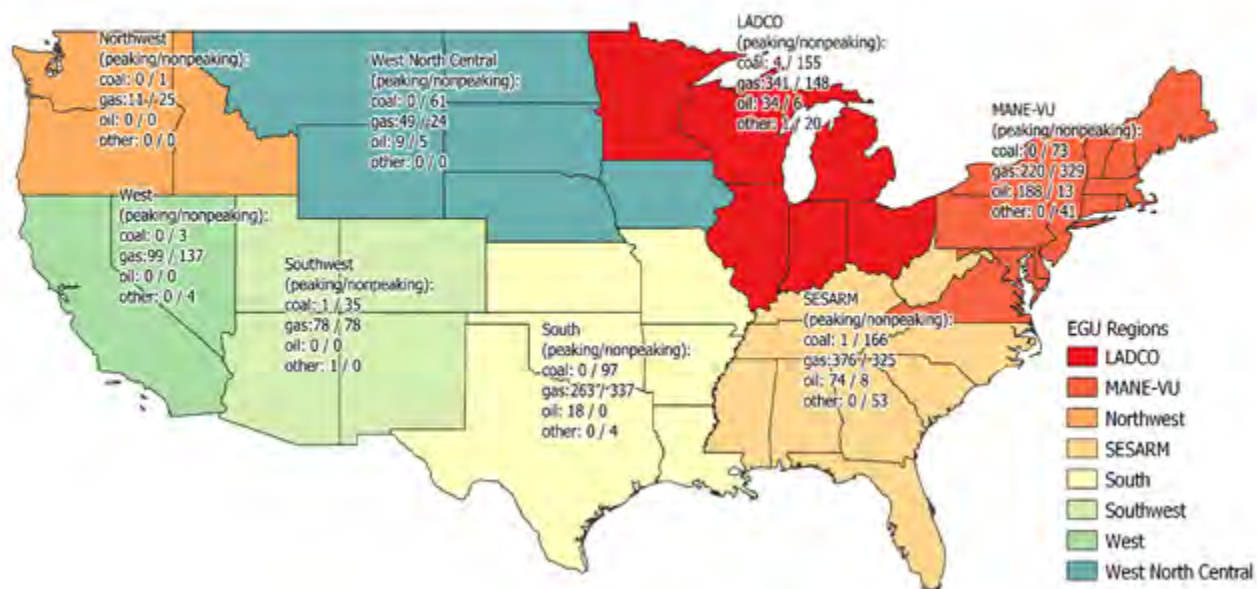 Northwest
(peaking/nonpeaking):
coal: 0 / 1
gas:11 / 25
oil: 0 / 0
other: 0 / 0
West North Central
(peaking/nonpeaking):
coal: 0 / 61
gas:49 / 24
oil: 9 / 5
other: 0 / 0
LADCO
(peaking/nonpeaking):
coal: 4 / 155
gas:341 / 148
oil: 34 / 6
other: 1 / 20
MANE-VU
(peaking/nonpeaking):
coal: 0 / 73
gas:220 / 329
oil: 188 / 13
other: 0 / 41
West
(peaking/nonpeaking):
coal: 0 / 3
gas:99 / 137
oil: 0 / 0
other: 0 / 4
Southwest
(peaking/nonpeaking):
coal: 1 / 35
gas:78 / 78
oil: 0 / 0
other: 1 / 0
South
(peaking/nonpeaking):
coal: 0 / 97
gas:263 / 337
oil: 18 / 0
other: 0 / 4
SESARM
(peaking/nonpeaking):
coal: 1 / 166
gas:376 / 325
oil: 74 / 8
other: 0 / 53
EGU Regions
LADCO
MANE-VU
Northwest
SESARM
South
Southwest
West
West North Central